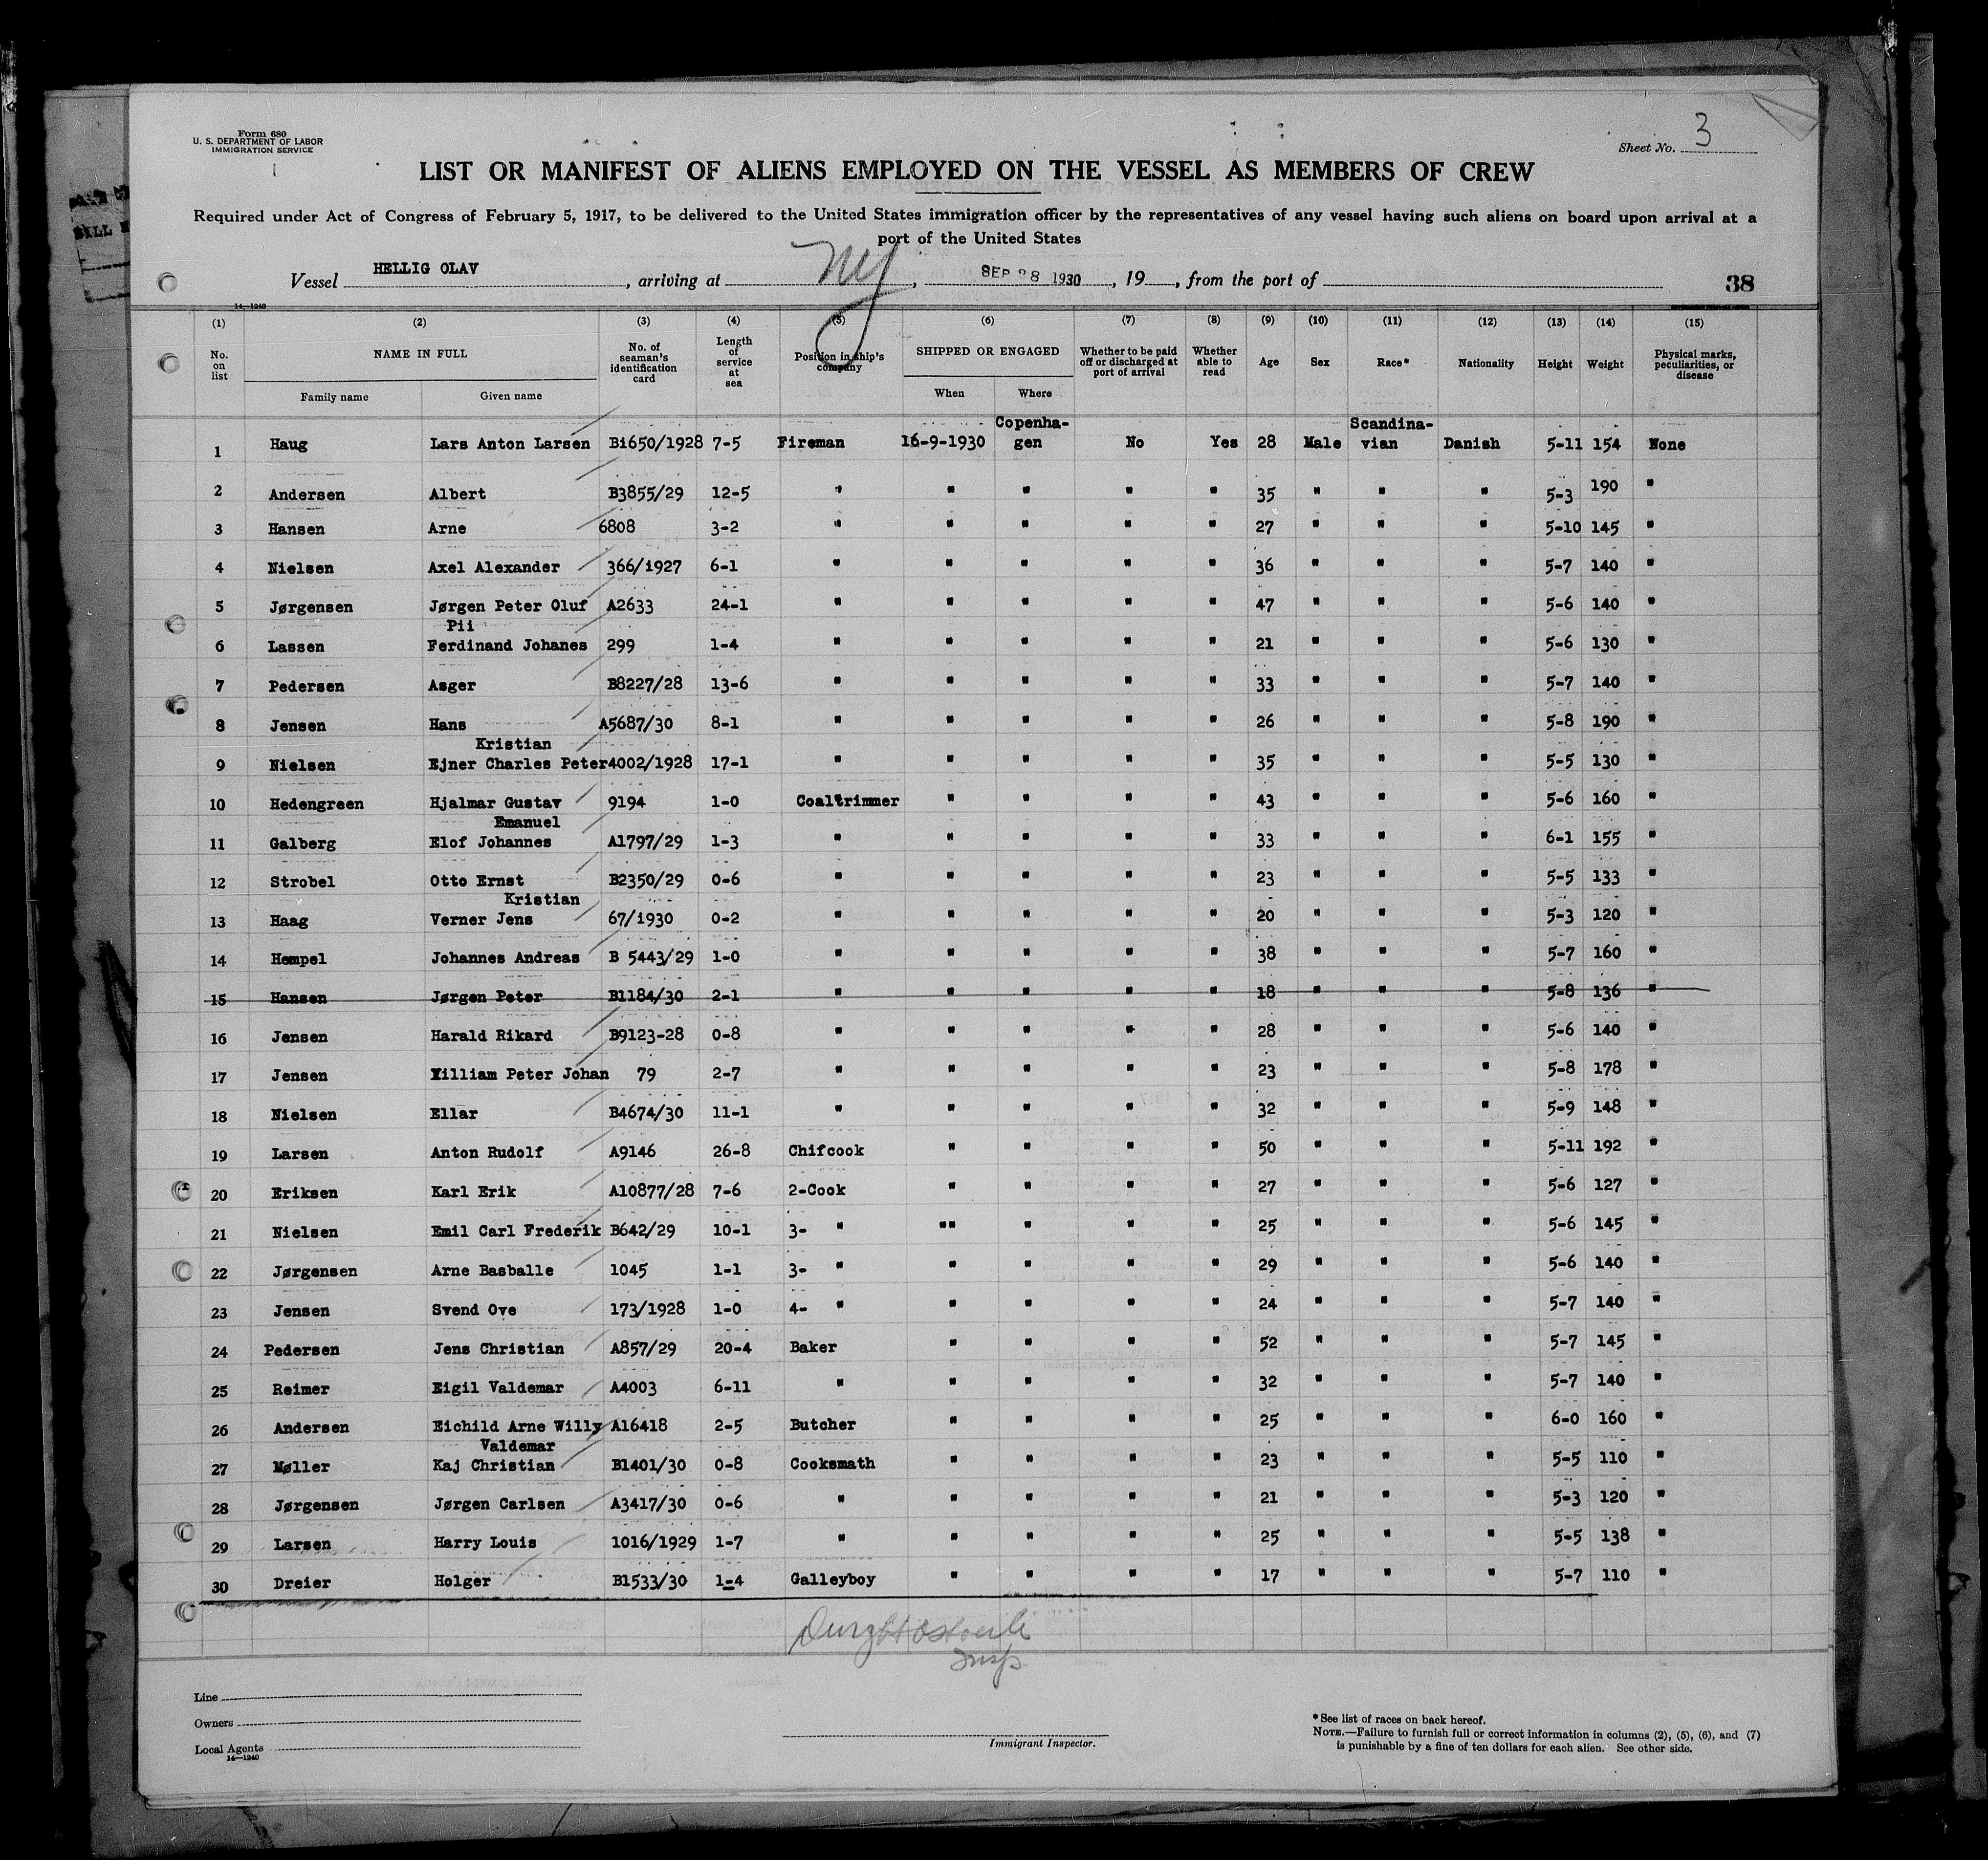 Form 680
U. S. DEPARTMENT OF LABOR
IMMIGRATION SERVICE
Sheet No. 3
LIST OR MANIFEST OF ALIENS EMPLOYED ON THE VESSEL AS MEMBERS OF CREW
Required under Act of Congress of February 5, 1917, to be delivered to the United States immigration officer by the representatives of any vessel having such aliens on board upon arrival at a
port of the United States
Vessel HELLIG OLAV, arriving at NY, SEP 28 1930, 19, from the port of
38
14—1240
(1) (2) (3) (4) (5) (6) (7) (8) (9) (10) (11) (12) (13) (14) (15)
No. on list NAME IN FULL No. of seaman's identification card Length of service at sea Position in ship's company SHIPPED OR ENGAGED Whether to be paid off or discharged at port of arrival Whether able to read Age Sex Race* Nationality Height Weight Physical marks, peculiarities, or disease
Family name Given name When Where
Copenha- Scandina-
1 Haug Lars Anton Larsen B1650/1928 7-5 Fireman 16-9-1930 gen No Yes 28 Male vian Danish 5-11 154 None
2 Andersen Albert B3855/29 12-5 " " " " " 35 " " " 5-3 190 "
3 Hansen Arne 6808 3-2 " " " " " 27 " " " 5-10 145 "
4 Nielsen Axel Alexander 366/1927 6-1 " " " " " 36 " " " 5-7 140 "
5 Jørgensen Jørgen Peter Oluf A2633 24-1 " " " " " 47 " " " 5-6 140 "
Pii
6 Lassen Ferdinand Johanes 299 1-4 " " " " " 21 " " " 5-6 130 "
7 Pedersen Asger B8227/28 13-6 " " " " " 33 " " " 5-7 140 "
8 Jensen Hans A5687/30 8-1 " " " " " 26 " " " 5-8 190 "
Kristian
9 Nielsen Ejner Charles Peter 4002/1928 17-1 " " " " " 35 " " " 5-5 130 "
10 Hedengreen Hjalmar Gustav 9194 1-0 Coaltrimmer " " " " 43 " " " 5-6 160 "
Emanuel
11 Galberg Elof Johannes A1797/29 1-3 " " " " " 33 " " " 6-1 155 "
12 Strobel Otto Ernst B2350/29 0-6 " " " " " 23 " " " 5-5 133 "
Kristian
13 Haag Verner Jens 67/1930 0-2 " " " " " 20 " " " 5-3 120 "
14 Hempel Johannes Andreas B 5443/29 1-0 " " " " " 38 " " " 5-7 160 "
15 Hansen Jørgen Peter B1184/30 2-1 " " " " " 18 " " " 5-8 136 "
16 Jensen Harald Rikard B9123-28 0-8 " " " " " 28 " " " 5-6 140 "
17 Jensen William Peter Johan 79 2-7 " " " " " 23 " " " 5-8 178 "
18 Nielsen Ellar B4674/30 11-1 " " " " " 32 " " " 5-9 148 "
19 Larsen Anton Rudolf A9146 26-8 Chifcook " " " " 50 " " " 5-11 192 "
20 Eriksen Karl Erik A10877/28 7-6 2-Cook " " " " 27 " " " 5-6 127 "
21 Nielsen Emil Carl Frederik B642/29 10-1 3- " "" " " " 25 " " " 5-6 145 "
22 Jørgensen Arne Basballe 1045 1-1 3- " " " " " 29 " " " 5-6 140 "
23 Jensen Svend Ove 173/1928 1-0 4- " " " " " 24 " " " 5-7 140 "
24 Pedersen Jens Christian A857/29 20-4 Baker " " " " 52 " " " 5-7 145 "
25 Reimer Eigil Valdemar A4003 6-11 " " " " " 32 " " " 5-7 140 "
26 Andersen Eichild Arne Willy A16418 2-5 Butcher " " " " 25 " " " 6-0 160 "
Valdemar
27 Møller Kaj Christian B1401/30 0-8 Cooksmath " " " " 23 " " " 5-5 110 "
28 Jørgensen Jørgen Carlsen A3417/30 0-6 " " " " " 21 " " " 5-3 120 "
29 Larsen Harry Louis 1016/1929 1-7 " " " " " 25 " " " 5-5 138 "
30 Dreier Holger B1533/30 1-4 Galleyboy " " " " 17 " " " 5-7 110 "
Insp
Line
Owners
Local Agents
14—1240
Immigrant Inspector.
* See list of races on back hereof.
NOTE.—Failure to furnish full or correct information in columns (2), (5), (6), and (7)
is punishable by a fine of ten dollars for each alien. See other side.